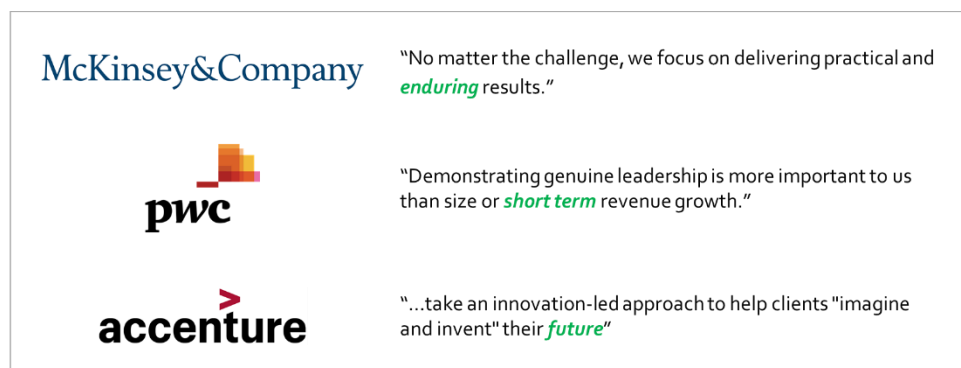 McKinsey&Company
“No matter the challenge, we focus on delivering practical and
enduring results.”
pwc
“Demonstrating genuine leadership is more important to us
than size or short term revenue growth.”
>
accenture
“...take an innovation-led approach to help clients "imagine
and invent" their future”